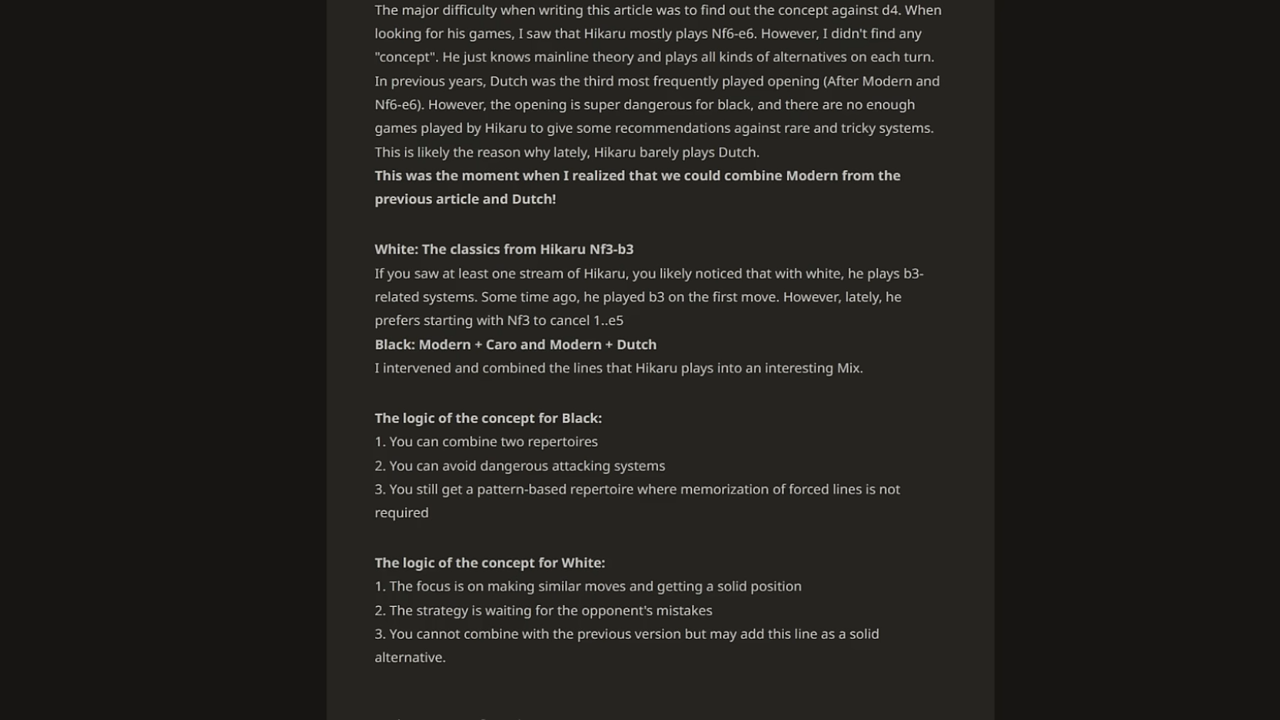 The major difficulty when writing this article was to find out the concept against d4. When
looking for his games, I saw that Hikaru mostly plays Nf6-e6. However, I didn't find any
"concept". He just knows mainline theory and plays all kinds of alternatives on each turn.
In previous years, Dutch was the third most frequently played opening (After Modern and
Nf6-e6). However, the opening is super dangerous for black, and there are no enough
games played by Hikaru to give some recommendations against rare and tricky systems.
This is likely the reason why lately, Hikaru barely plays Dutch.
This was the moment when I realized that we could combine Modern from the
previous article and Dutch!
White: The classics from Hikaru Nf3-b3
If you saw at least one stream of Hikaru, you likely noticed that with white, he plays b3-
related systems. Some time ago, he played b3 on the first move. However, lately, he
prefers starting with Nf3 to cancel 1..e5
Black: Modern + Caro and Modern + Dutch
I intervened and combined the lines that Hikaru plays into an interesting Mix.
The logic of the concept for Black:
1. You can combine two repertoires
2. You can avoid dangerous attacking systems
3. You still get a pattern-based repertoire where memorization of forced lines is not
required
The logic of the concept for White:
1. The focus is on making similar moves and getting a solid position
2. The strategy is waiting for the opponent's mistakes
3. You cannot combine with the previous version but may add this line as a solid
alternative.